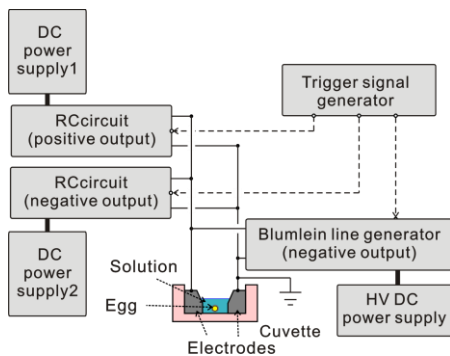 DC
power
supply1
RCcircuit
(positive output)
Trigger signal
generator
RCcircuit
(negative output)
DC
power
supply2
Blumlein line generator
(negative output)
HV DC
power supply
Solution
Egg
Cuvette
Electrodes